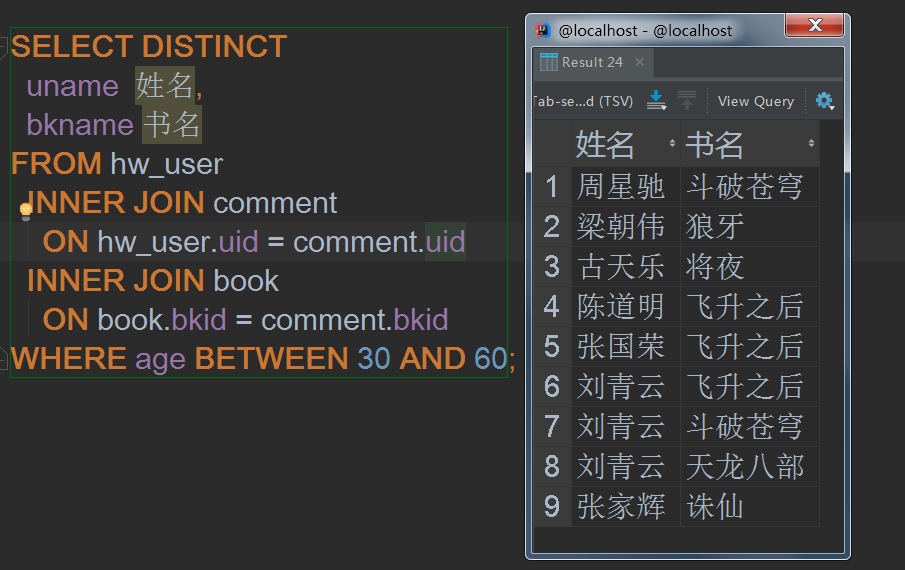 SELECT DISTINCT
uname 姓名,
bkname 书名
FROM hw_user
INNER JOIN comment
ON hw_user.uid = comment.uid
INNER JOIN book
ON book.bkid = comment.bkid
WHERE age BETWEEN 30 AND 60;
@localhost - @localhost
Result 24
Tab-se...d (TSV) View Query
姓名 书名
1 周星驰 斗破苍穹
2 梁朝伟 狼牙
3 古天乐 将夜
4 陈道明 飞升之后
5 张国荣 飞升之后
6 刘青云 飞升之后
7 刘青云 斗破苍穹
8 刘青云 天龙八部
9 张家辉 诛仙